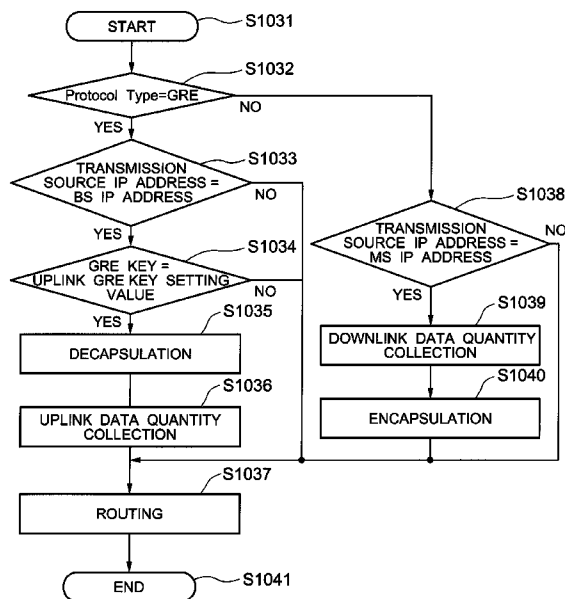 START
S1031
S1032
Protocol Type=GRE
NO
YES
S1033
TRANSMISSION
SOURCE IP ADDRESS =
BS IP ADDRESS
NO
YES
S1038
TRANSMISSION
SOURCE IP ADDRESS =
MS IP ADDRESS
NO
YES
S1034
GRE KEY =
UPLINK GRE KEY SETTING
VALUE
NO
YES
S1035
DECAPSULATION
S1039
DOWNLINK DATA QUANTITY
COLLECTION
S1036
UPLINK DATA QUANTITY
COLLECTION
S1040
ENCAPSULATION
S1037
ROUTING
END
S1041